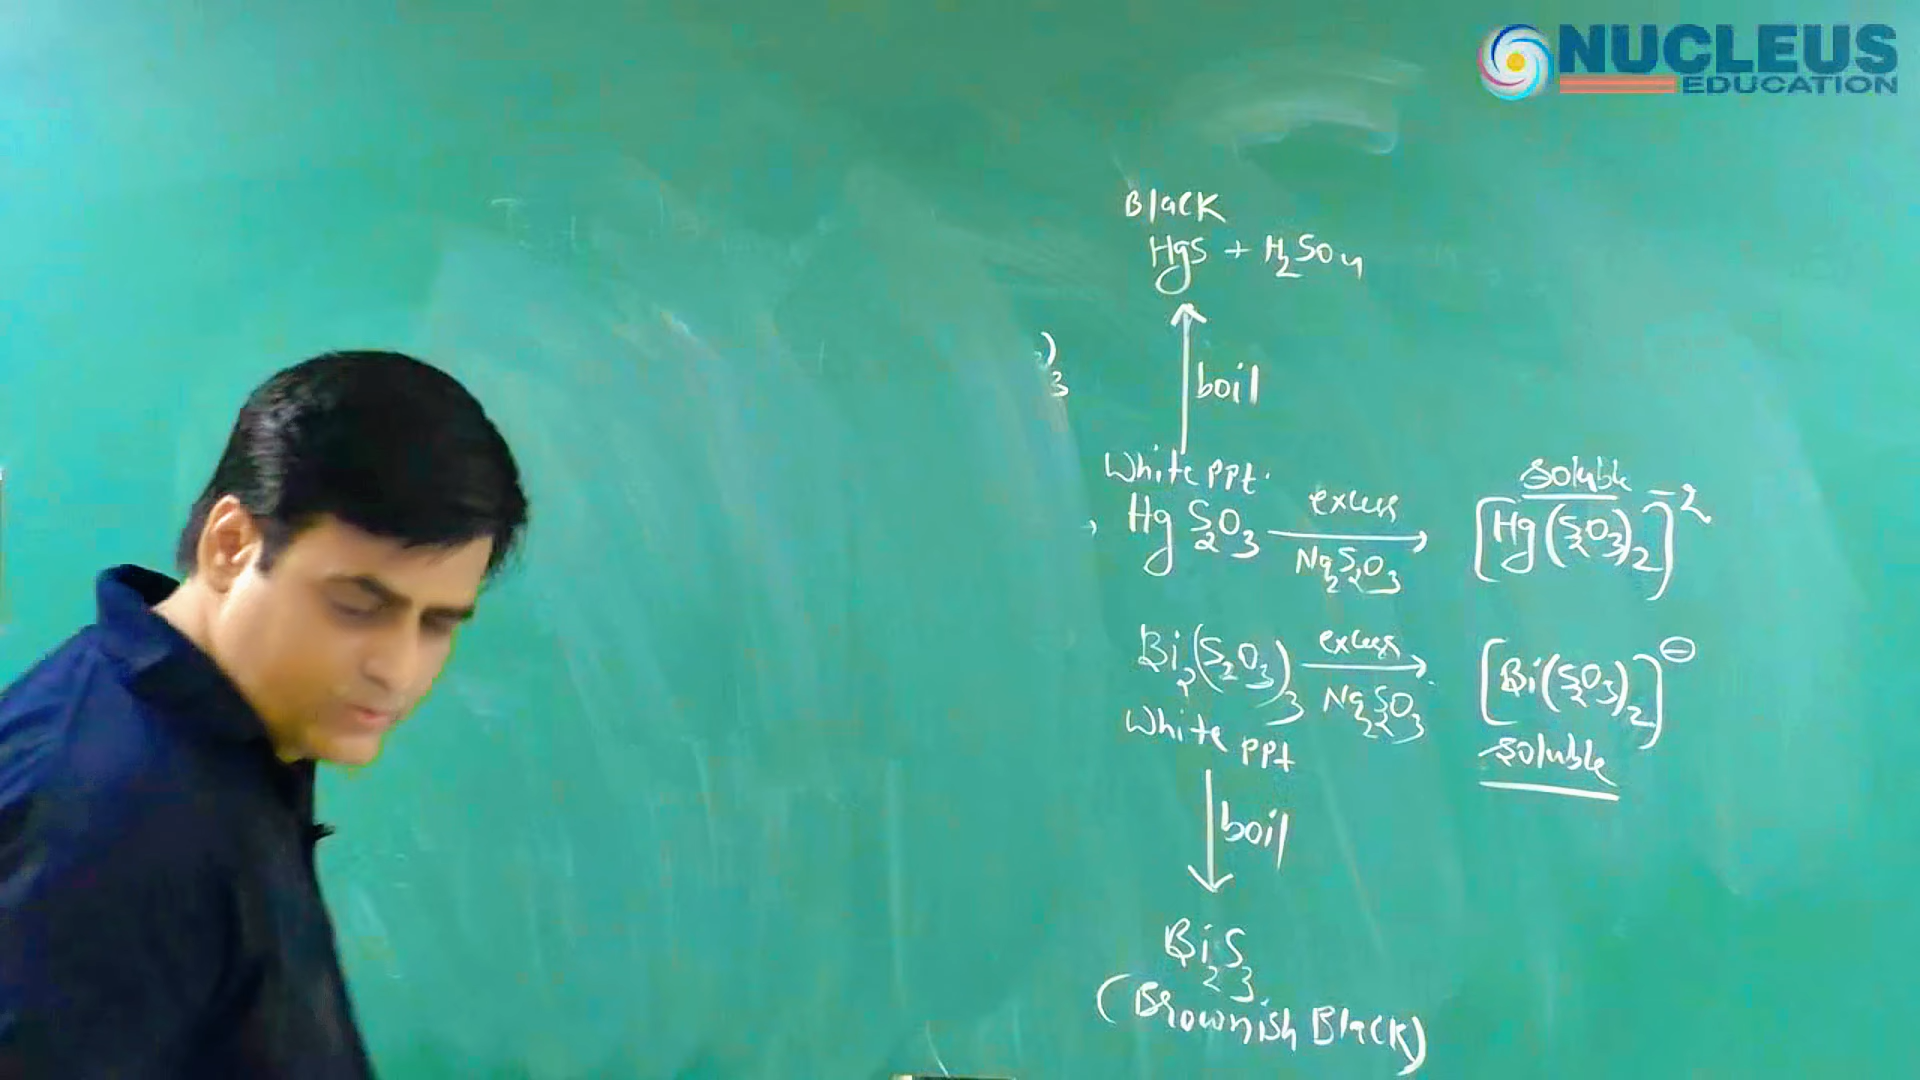 NUCLEUS
EDUCATION
Black
HgS + H2SO4
boil
)
3
White ppt.
HgS2O3 → excess Na2S2O3 → [Hg(S2O3)2]-2 soluble
Bi2(S2O3)3 → excess Na2S2O3 → [Bi(S2O3)2]⊖
White ppt
soluble
boil
Bi2S3
(Brownish Black)